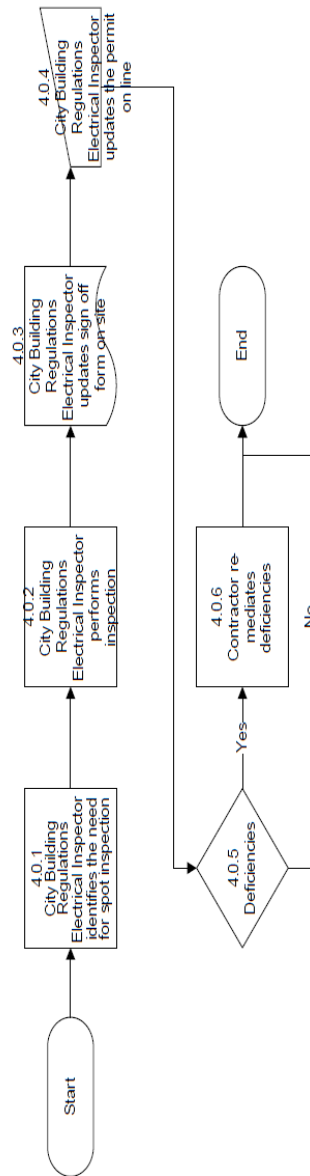 Start
4.0.1
City Building
Regulations
Electrical Inspector
identifies the need
for spot inspection
4.0.2
City Building
Regulations
Electrical Inspector
performs
inspection
4.0.3
City Building
Regulations
Electrical Inspector
updates sign off
form on site
4.0.4
City Building
Regulations
Electrical Inspector
updates the permit
on line
4.0.5
Deficiencies
Yes
4.0.6
Contractor re-
mediates
deficiencies
End
No